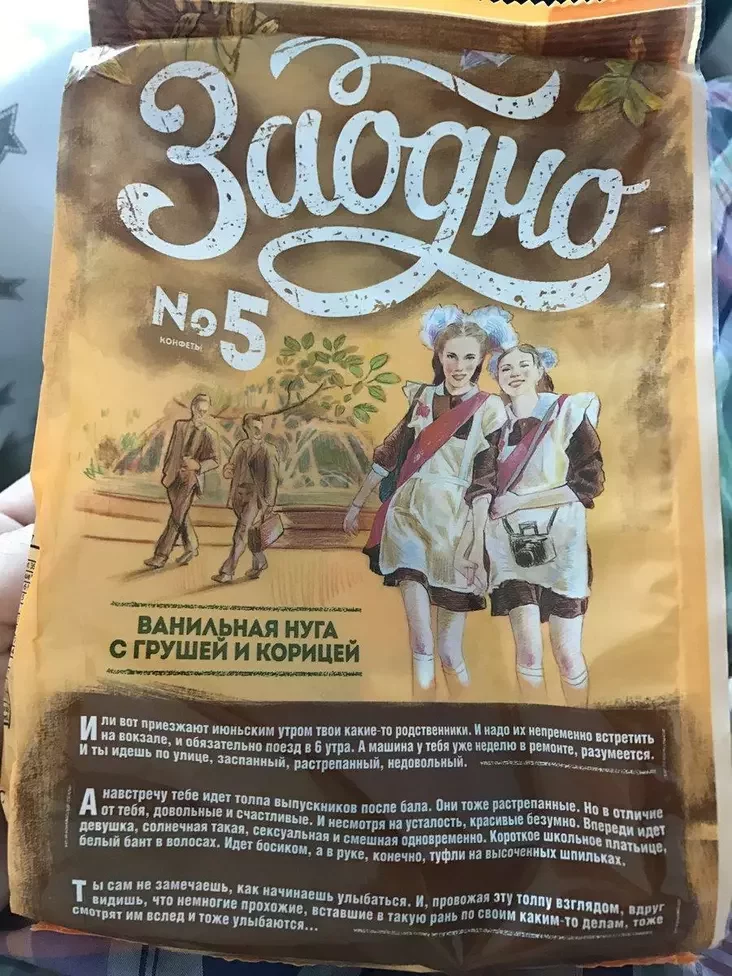 Заодно
№5
КОНФЕТЫ
ВАНИЛЬНАЯ НУГА
С ГРУШЕЙ И КОРИЦЕЙ
Или вот приезжают июньским утром твои какие-то родственники. И надо их непременно встретить
на вокзале, и обязательно поезд в 6 утра. А машина у тебя уже неделю в ремонте, разумеется.
И ты идешь по улице, заспанный, растрепанный, недовольный.
А навстречу тебе идет толпа выпускников после бала. Они тоже растрепанные. Но в отличие
от тебя, довольные и счастливые. И несмотря на усталость, красивые безумно. Впереди идет
девушка, солнечная такая, сексуальная и смешная одновременно. Короткое школьное платьице,
белый бант в волосах. Идет босиком, а в руке, конечно, туфли на высоченных шпильках,
Ты сам не замечаешь, как начинаешь улыбаться. И, провожая эту толпу взглядом, вдруг
видишь, что немногие прохожие, вставшие в такую рань по своим каким-то делам, тоже
смотрят им вслед и тоже улыбаются...